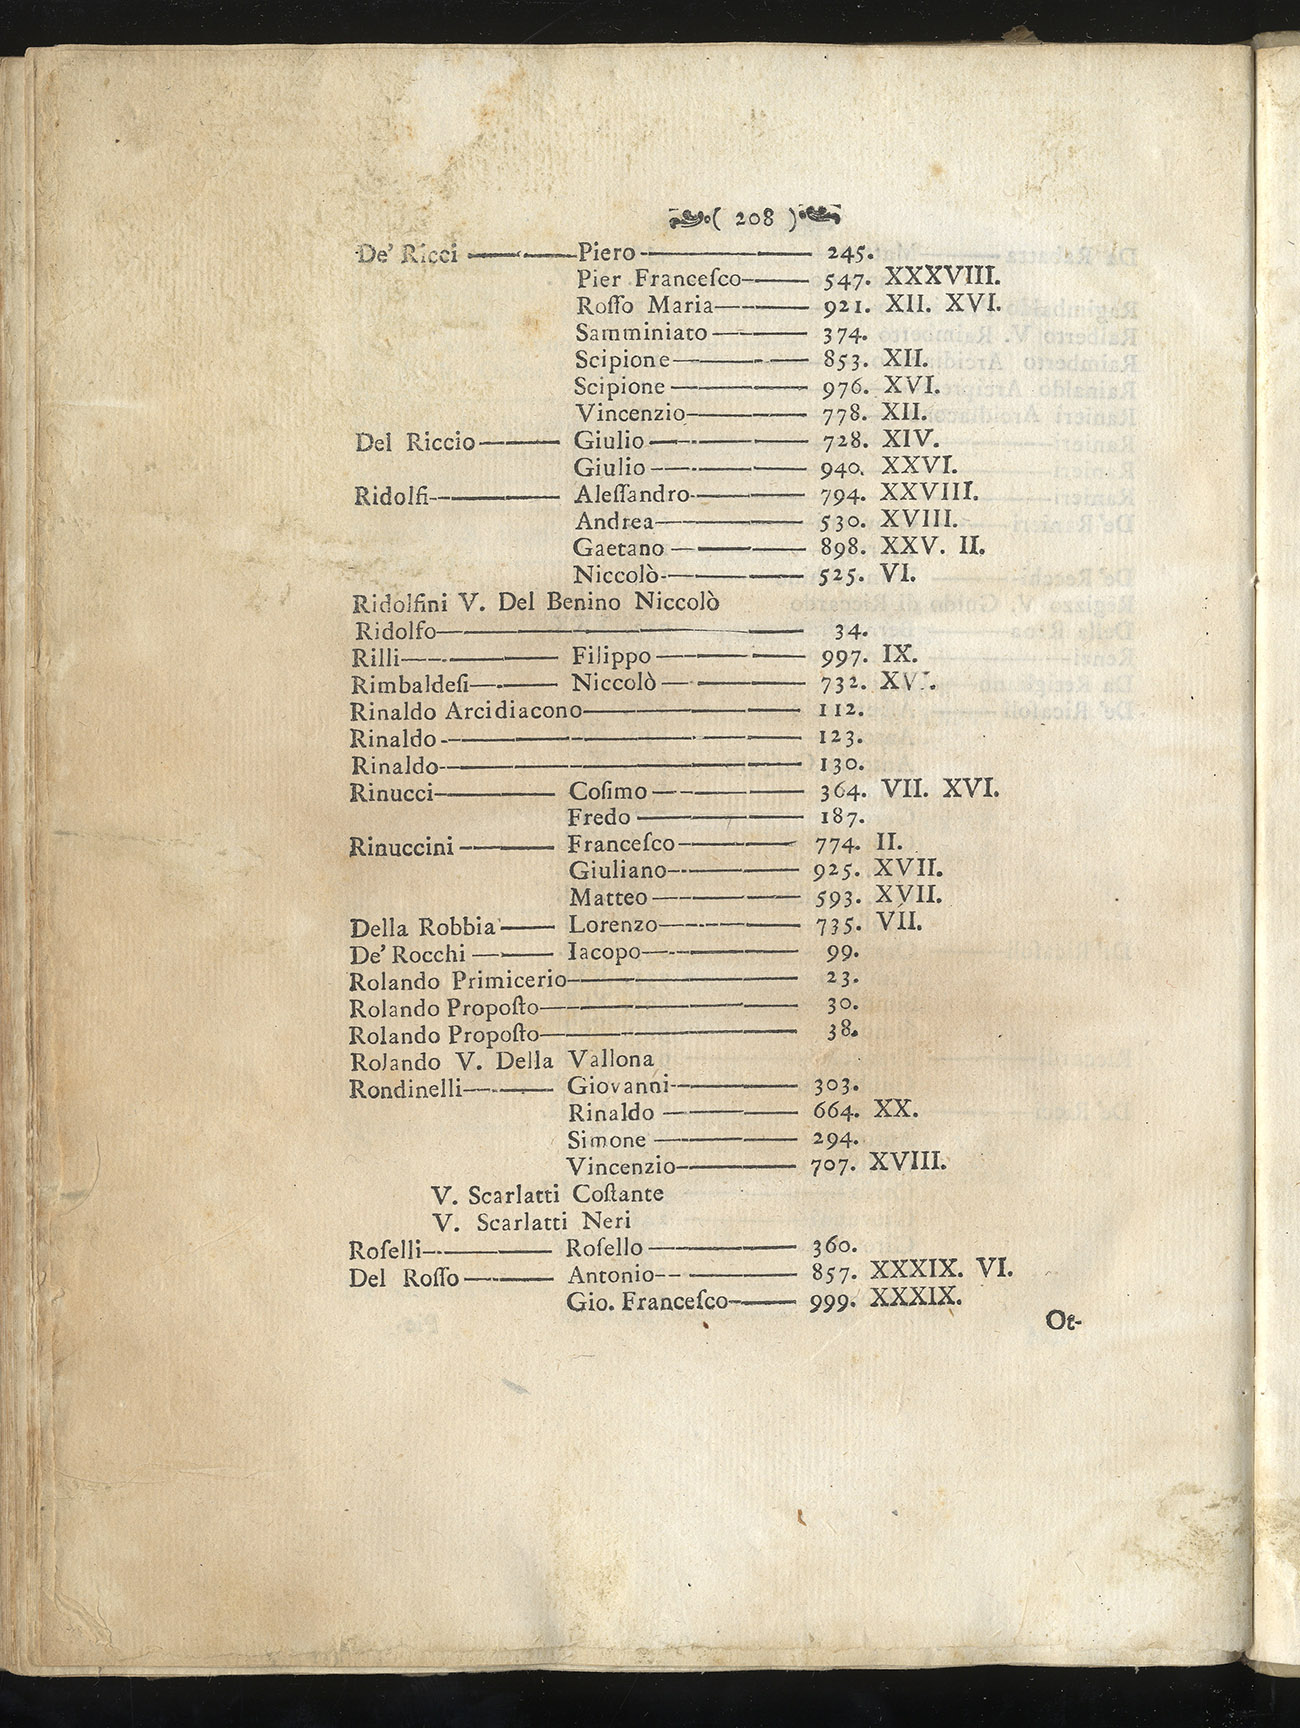 ( 208 )
De' Ricci — Piero — 245.
Pier Franceſco — 547. XXXVIII.
Roſſo Maria — 921. XII. XVI.
Samminiato — 374.
Scipione — 853. XII.
Scipione — 976. XVI.
Vincenzio — 778. XII.
Del Riccio — Giulio — 728. XIV.
Giulio — 940. XXVI.
Ridolfi — Aleſſandro — 794. XXVIII.
Andrea — 530. XVIII.
Gaetano — 898. XXV. II.
Niccolò — 525. VI.
Ridolfini V. Del Benino Niccolò
Ridolfo — 34.
Rilli — Filippo — 997. IX.
Rimbaldeſi — Niccolò — 732. XVI.
Rinaldo Arcidiacono — 112.
Rinaldo — 123.
Rinaldo — 130.
Rinucci — Coſimo — 364. VII. XVI.
Fredo — 187.
Rinuccini — Franceſco — 774. II.
Giuliano — 925. XVII.
Matteo — 593. XVII.
Della Robbia — Lorenzo — 735. VII.
De' Rocchi — Iacopo — 99.
Rolando Primicerio — 23.
Rolando Propoſto — 30.
Rolando Propoſto — 38.
Rolando V. Della Vallona
Rondinelli — Giovanni — 303.
Rinaldo — 664. XX.
Simone — 294.
Vincenzio — 707. XVIII.
V. Scarlatti Coſtante
V. Scarlatti Neri
Roſelli — Roſello — 360.
Del Roſſo — Antonio — 857. XXXIX. VI.
Gio. Franceſco — 999. XXXIX.
Ot-